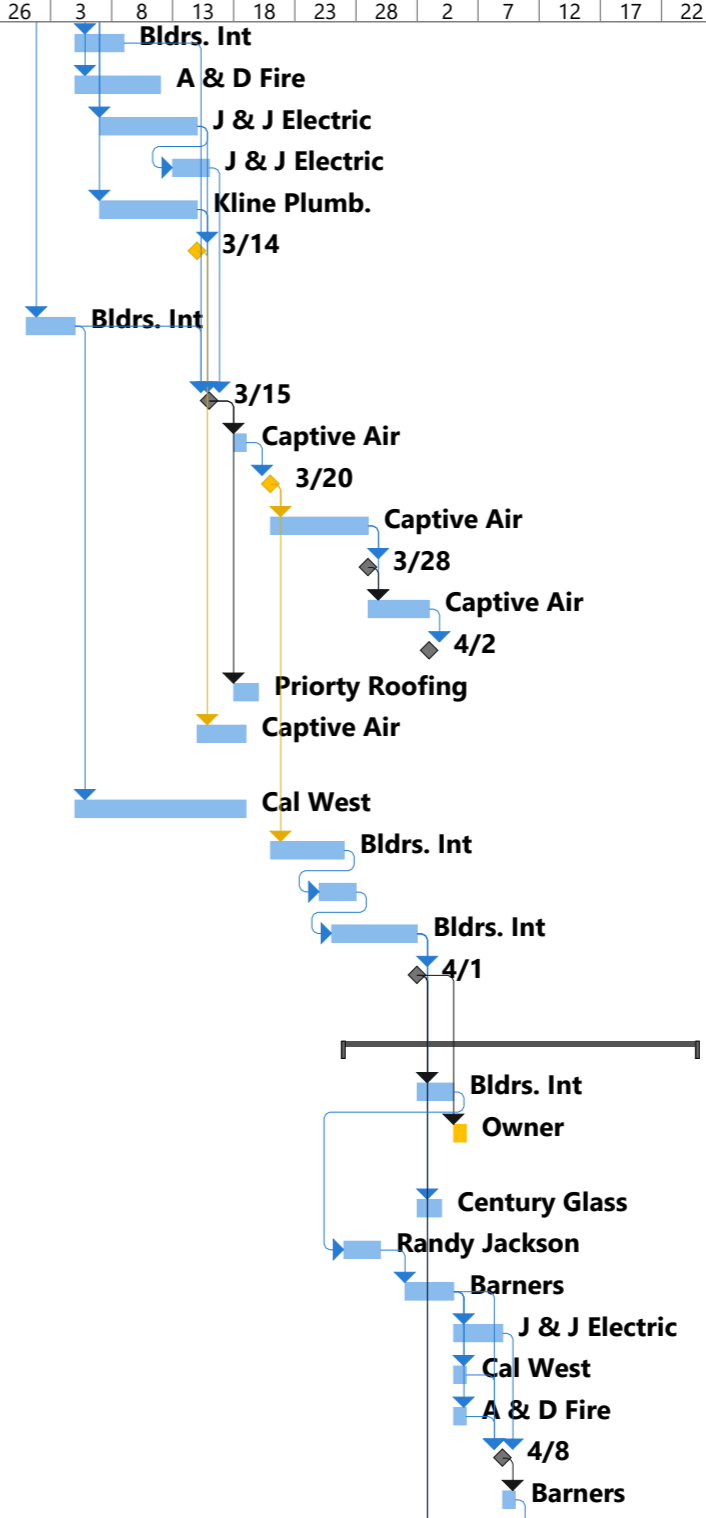 26 3 8 13 18 23 28 2 7 12 17 22
Bldrs. Int
A & D Fire
J & J Electric
J & J Electric
Kline Plumb.
3/14
Bldrs. Int
3/15
Captive Air
3/20
Captive Air
3/28
Captive Air
4/2
Priorty Roofing
Captive Air
Cal West
Bldrs. Int
Bldrs. Int
4/1
Bldrs. Int
Owner
Century Glass
Randy Jackson
Barners
J & J Electric
Cal West
A & D Fire
4/8
Barners